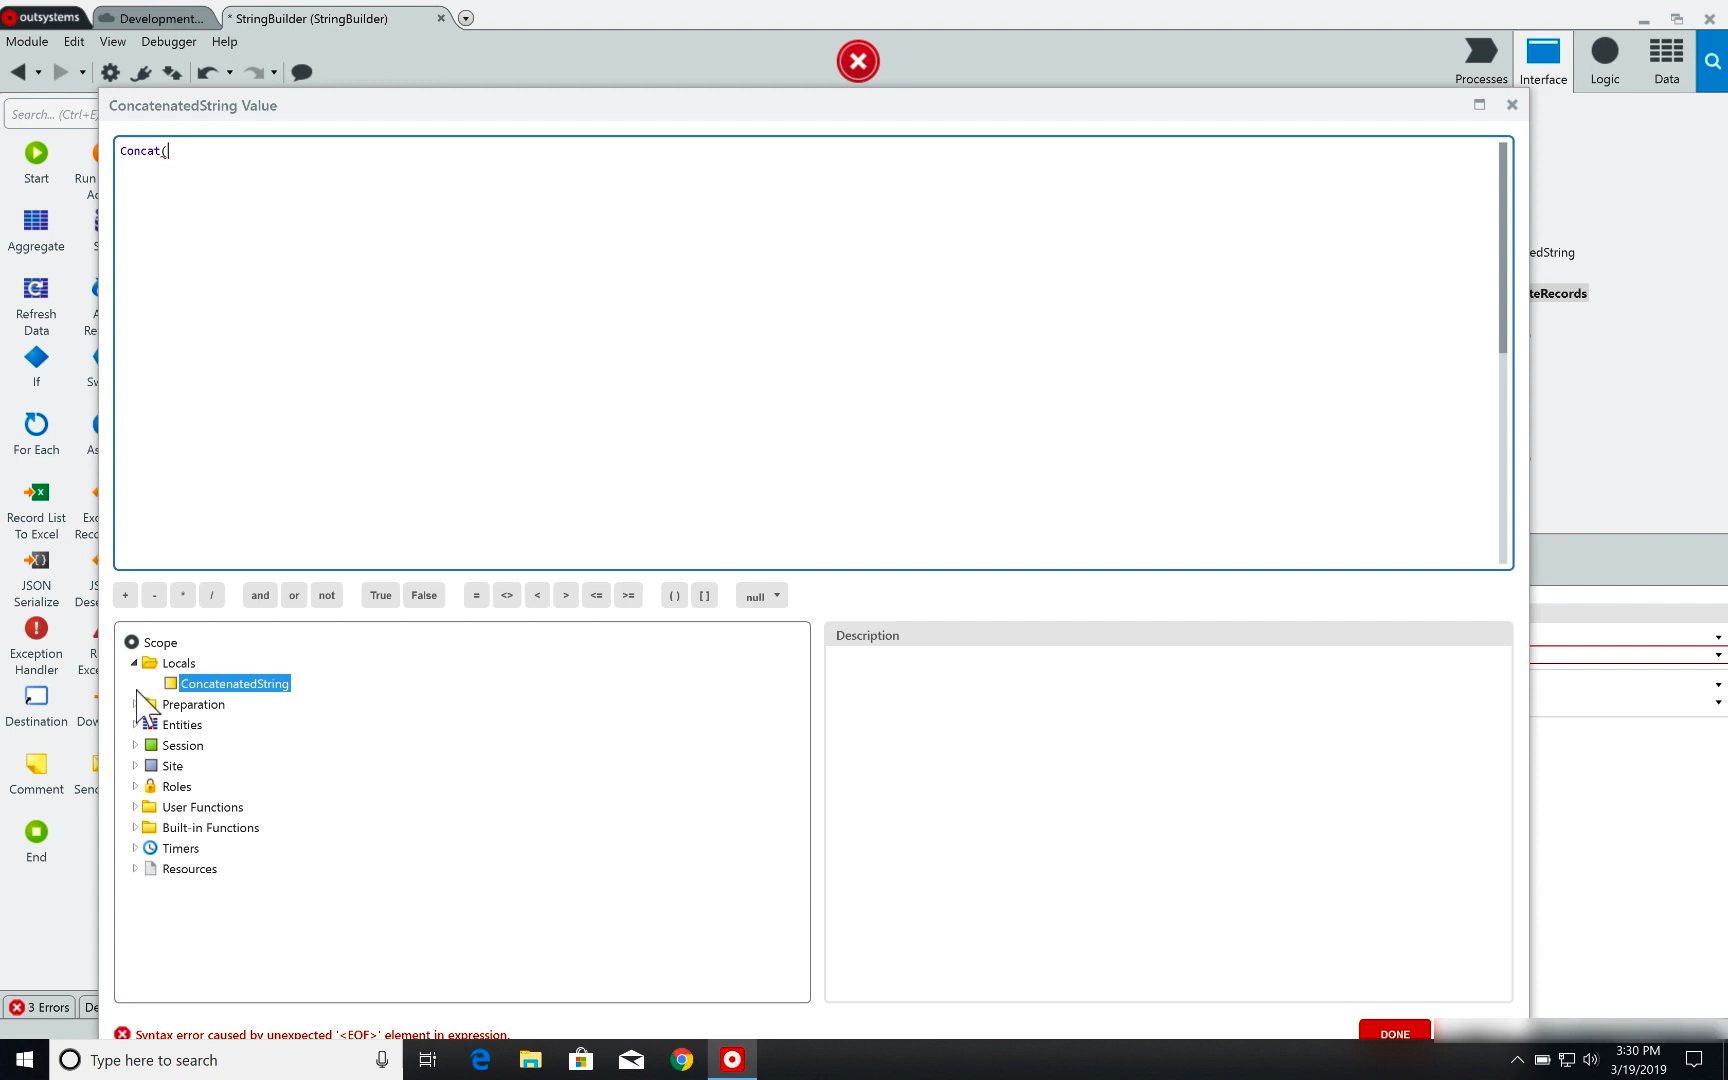 outsystems
Development...
* StringBuilder (StringBuilder)
Module Edit View Debugger Help
Processes Interface Logic Data
Search... (Ctrl+E)
ConcatenatedString Value
Concat(
Start
Run
Aggregate
Refresh Data
If
For Each
Record List To Excel
JSON Serialize
Exception Handler
Destination
Comment
End
edString
teRecords
+ - * / and or not True False = <> < > <= >= ( ) [ ] null
Scope
Locals
ConcatenatedString
Preparation
Entities
Session
Site
Roles
User Functions
Built-in Functions
Timers
Resources
Description
3 Errors De
Syntax error caused by unexpected '<EOF>' element in expression.
DONE
Type here to search
3:30 PM
3/19/2019